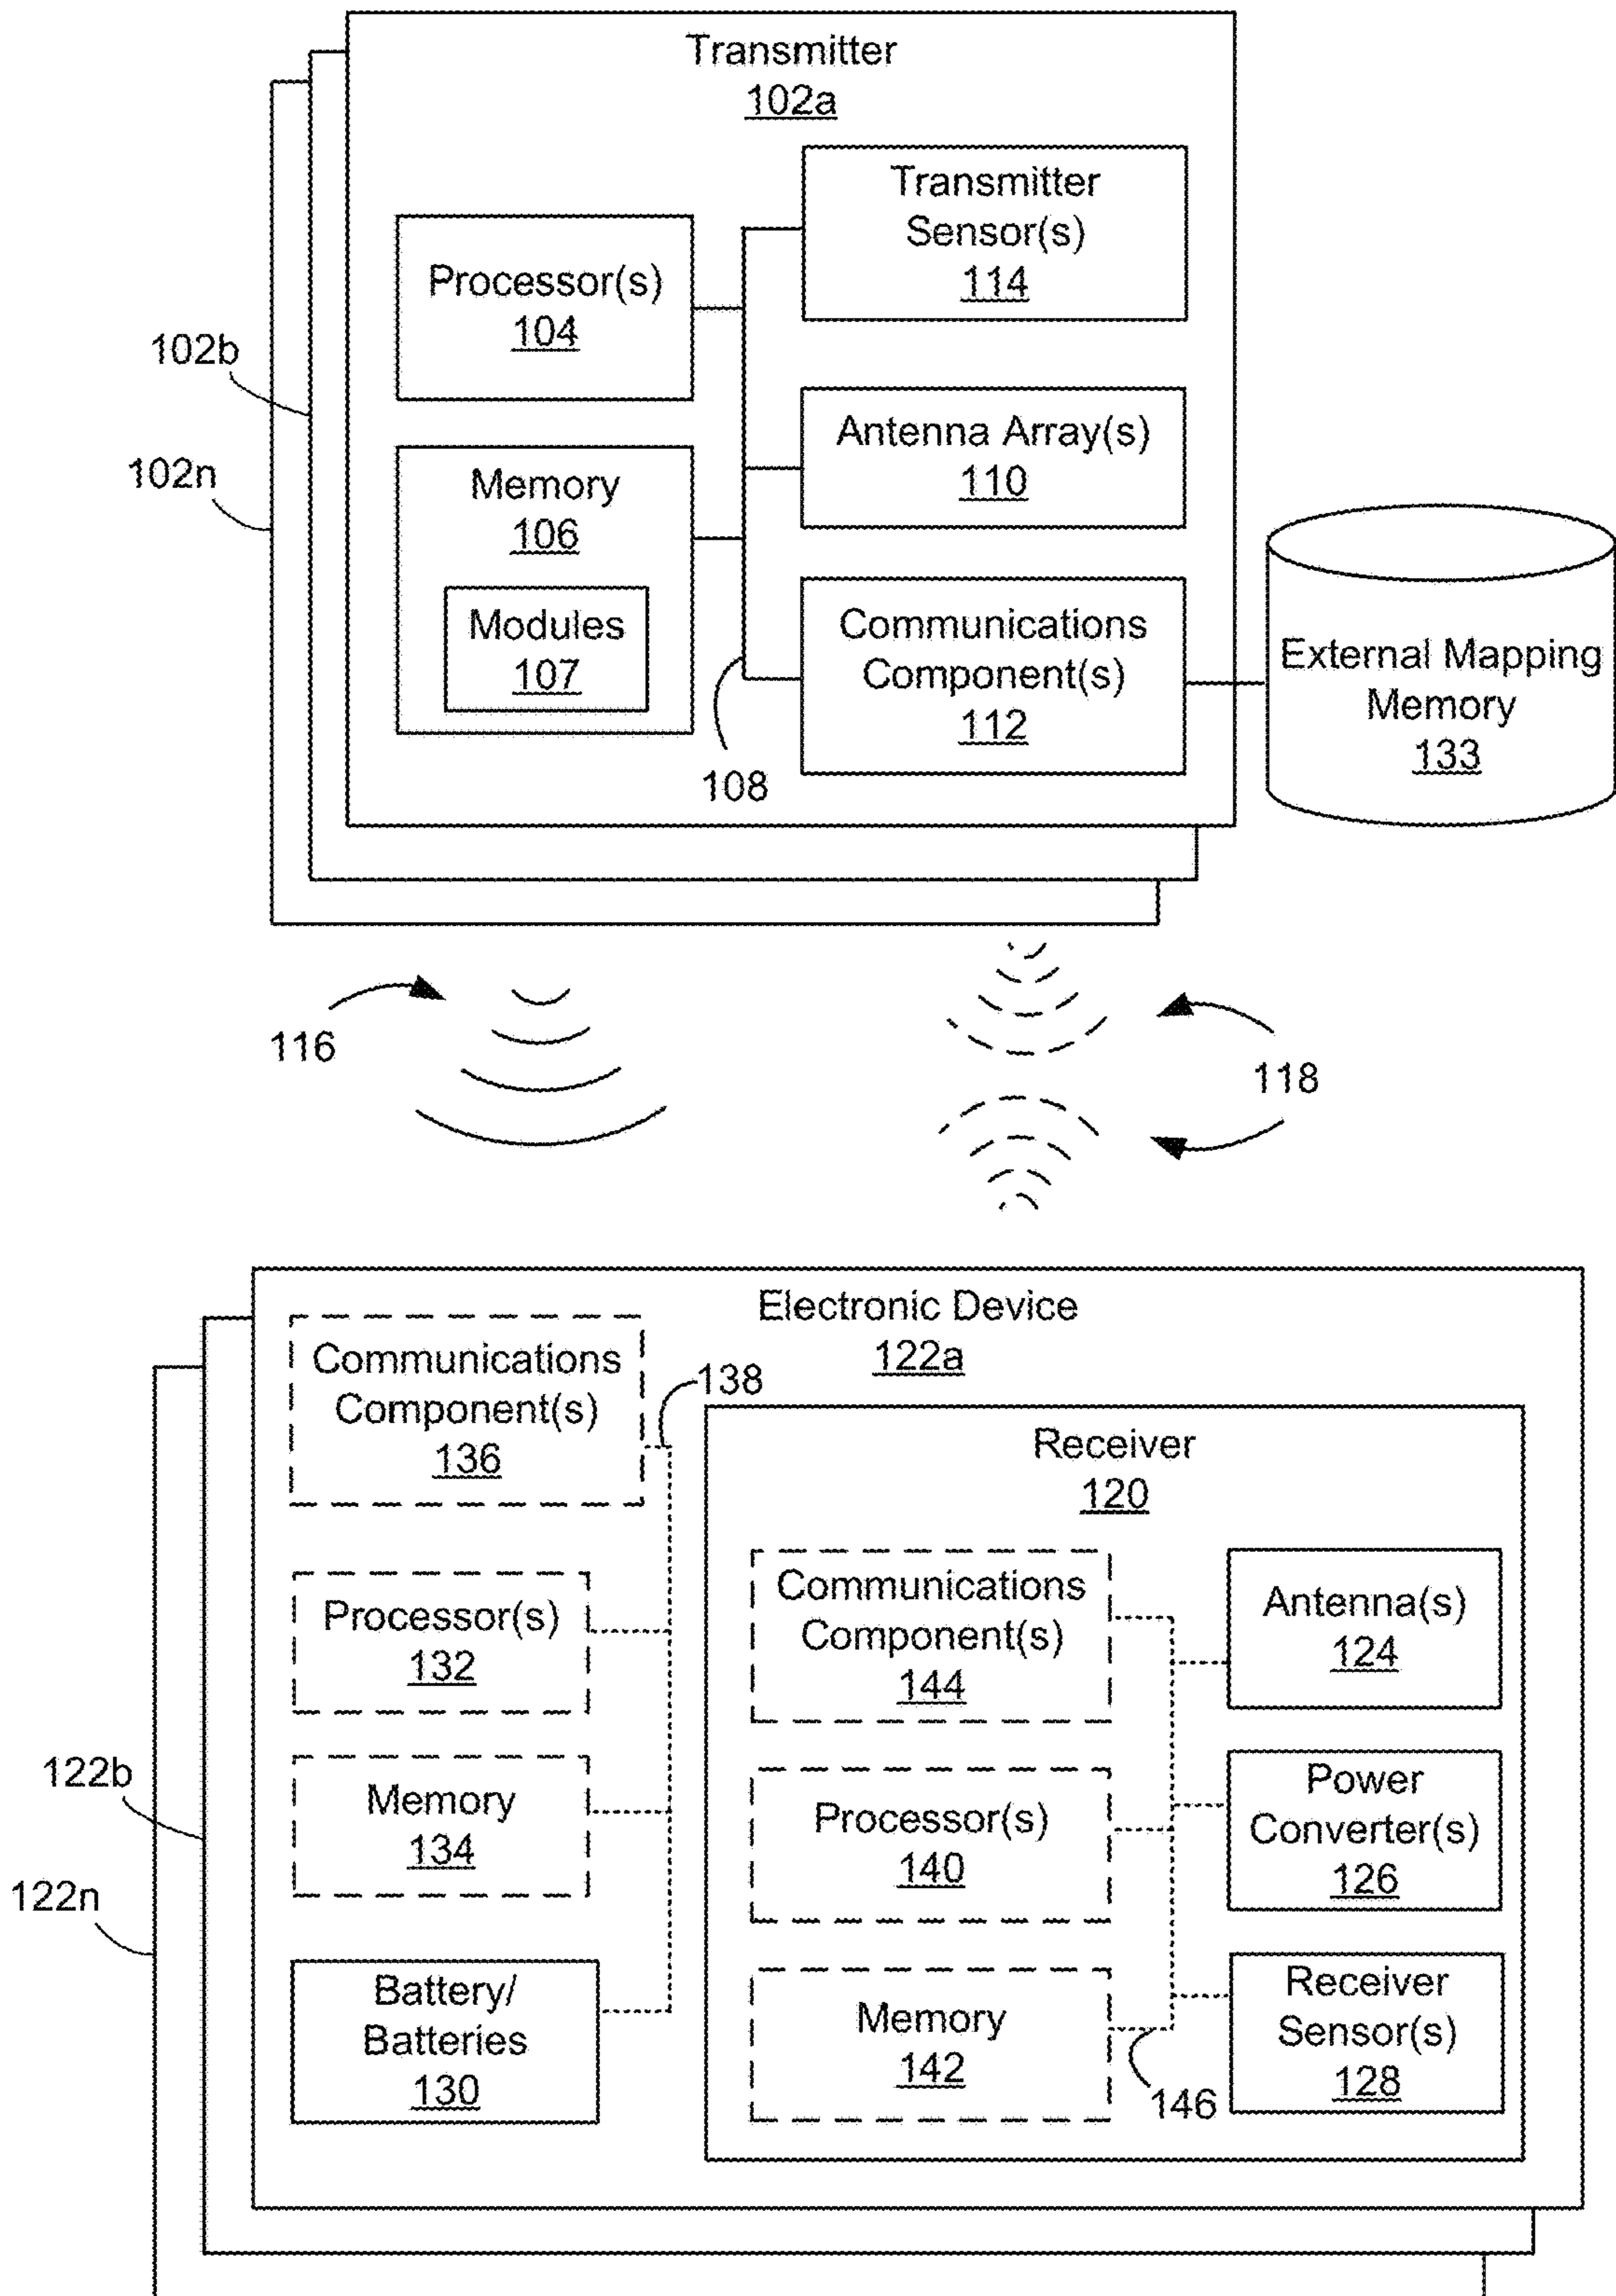 Transmitter
102a
Transmitter
Sensor(s)
114
Processor(s)
104
102b
Antenna Array(s)
110
102n
Memory
106
Modules
107
Communications
Component(s)
112
108
External Mapping
Memory
133
116
118
Electronic Device
122a
Communications
Component(s)
136
138
Receiver
120
Processor(s)
132
Communications
Component(s)
144
Antenna(s)
124
122b
Memory
134
Processor(s)
140
Power
Converter(s)
126
122n
Battery/
Batteries
130
Memory
142
146
Receiver
Sensor(s)
128